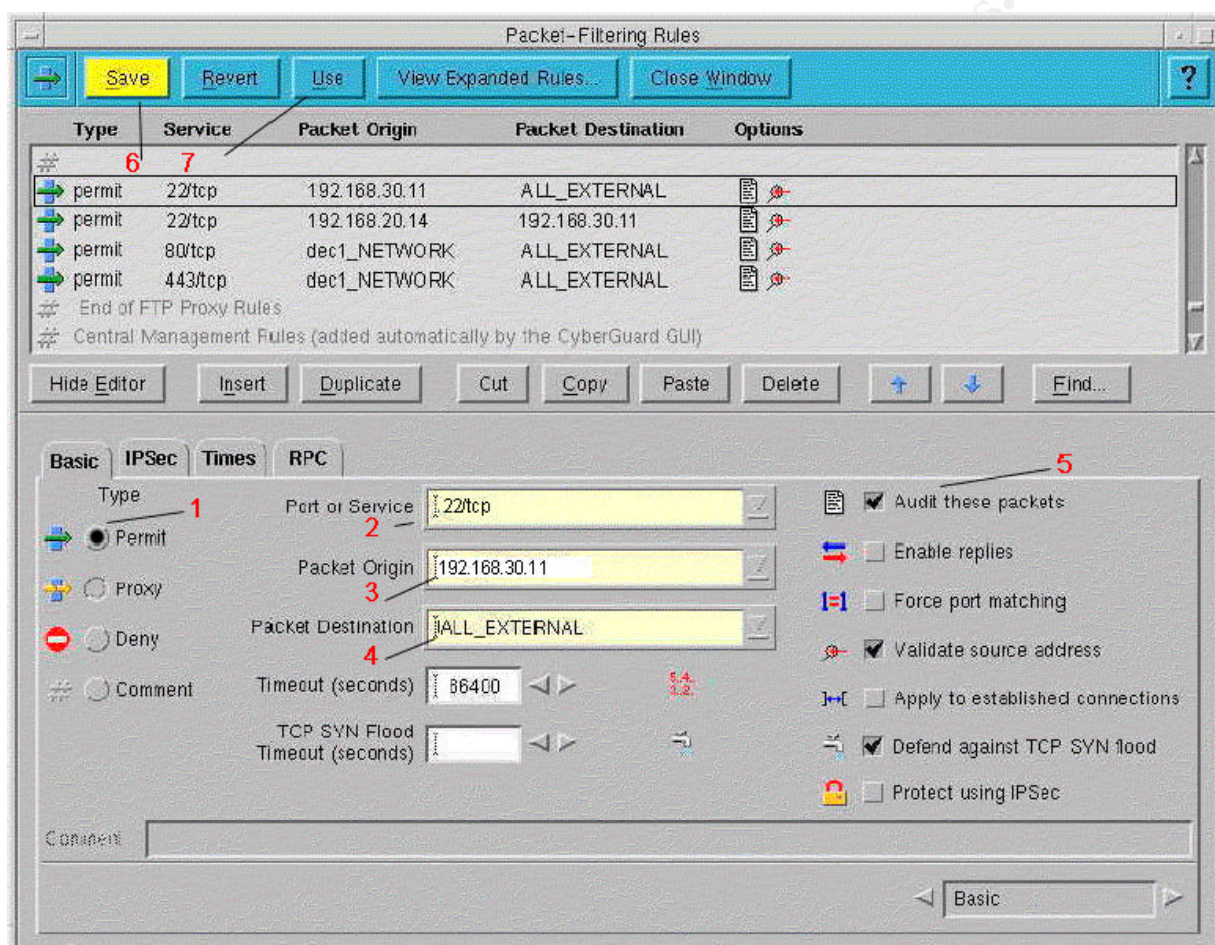 Packet-Filtering Rules
Save Revert Use View Expanded Rules... Close Window ?
Type Service Packet Origin Packet Destination Options
6 7
#
permit 22/tcp 192.168.30.11 ALL_EXTERNAL
permit 22/tcp 192.168.20.14 192.168.30.11
permit 80/tcp dec1_NETWORK ALL_EXTERNAL
permit 443/tcp dec1_NETWORK ALL_EXTERNAL
# End of FTP Proxy Rules
# Central Management Rules (added automatically by the CyberGuard GUI)
Hide Editor Insert Duplicate Cut Copy Paste Delete Find...
Basic IPSec Times RPC
5
Type
1
Permit
Proxy
Deny
# Comment
Port or Service 22/tcp
2
Packet Origin 192.168.30.11
3
Packet Destination ALL_EXTERNAL
4
Timeout (seconds) 86400
5.4.
3.2.
TCP SYN Flood
Timeout (seconds)
Audit these packets
Enable replies
1=1 Force port matching
Validate source address
Apply to established connections
Defend against TCP SYN flood
Protect using IPSec
Comment
Basic